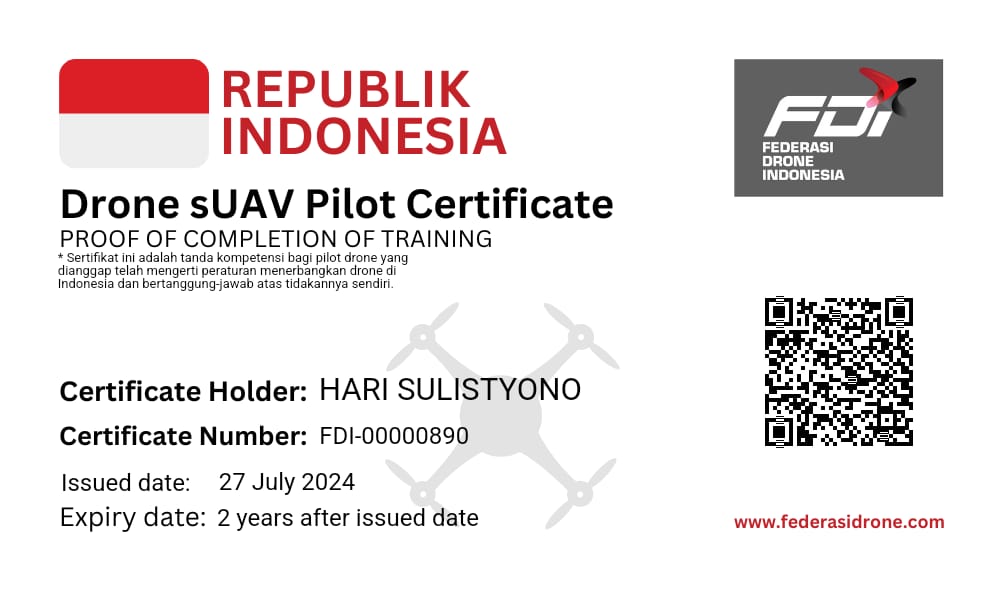 REPUBLIK
INDONESIA
FDI
FEDERASI
DRONE
INDONESIA
Drone sUAV Pilot Certificate
PROOF OF COMPLETION OF TRAINING
* Sertifikat ini adalah tanda kompetensi bagi pilot drone yang
dianggap telah mengerti peraturan menerbangkan drone di
Indonesia dan bertanggung-jawab atas tidakannya sendiri.
Certificate Holder: HARI SULISTYONO
Certificate Number: FDI-00000890
Issued date: 27 July 2024
Expiry date: 2 years after issued date
www.federasidrone.com